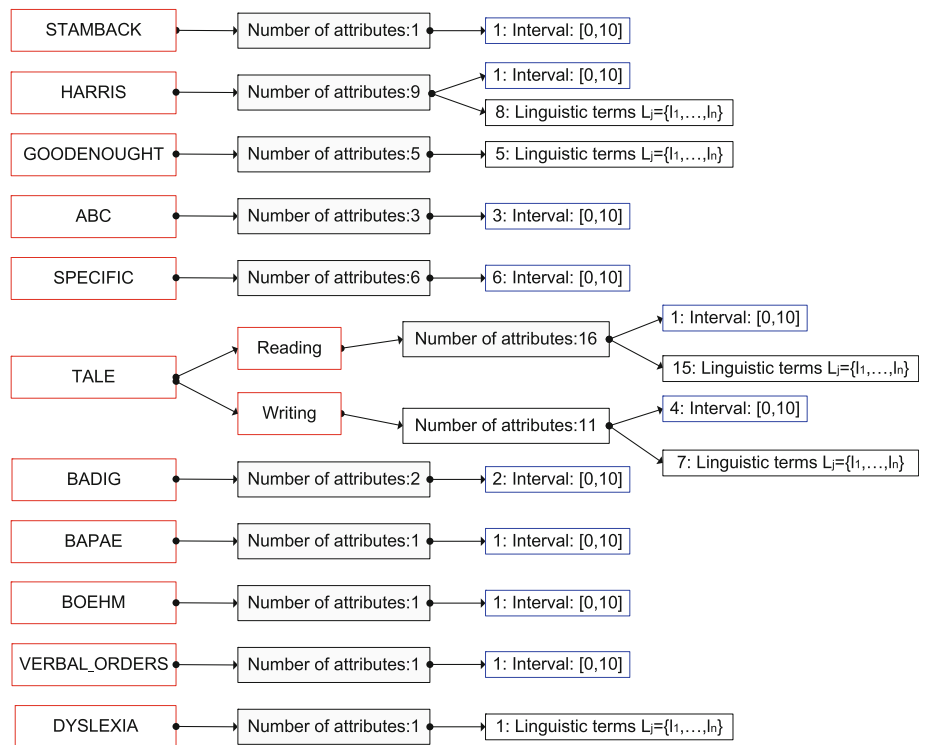 STAMBACK
Number of attributes:1
1: Interval: [0,10]
HARRIS
Number of attributes:9
1: Interval: [0,10]
8: Linguistic terms Lj={l1,…,ln}
GOODENOUGHT
Number of attributes:5
5: Linguistic terms Lj={l1,…,ln}
ABC
Number of attributes:3
3: Interval: [0,10]
SPECIFIC
Number of attributes:6
6: Interval: [0,10]
TALE
Reading
Number of attributes:16
1: Interval: [0,10]
15: Linguistic terms Lj={l1,…,ln}
Writing
Number of attributes:11
4: Interval: [0,10]
7: Linguistic terms Lj={l1,…,ln}
BADIG
Number of attributes:2
2: Interval: [0,10]
BAPAE
Number of attributes:1
1: Interval: [0,10]
BOEHM
Number of attributes:1
1: Interval: [0,10]
VERBAL_ORDERS
Number of attributes:1
1: Interval: [0,10]
DYSLEXIA
Number of attributes:1
1: Linguistic terms Lj={l1,…,ln}